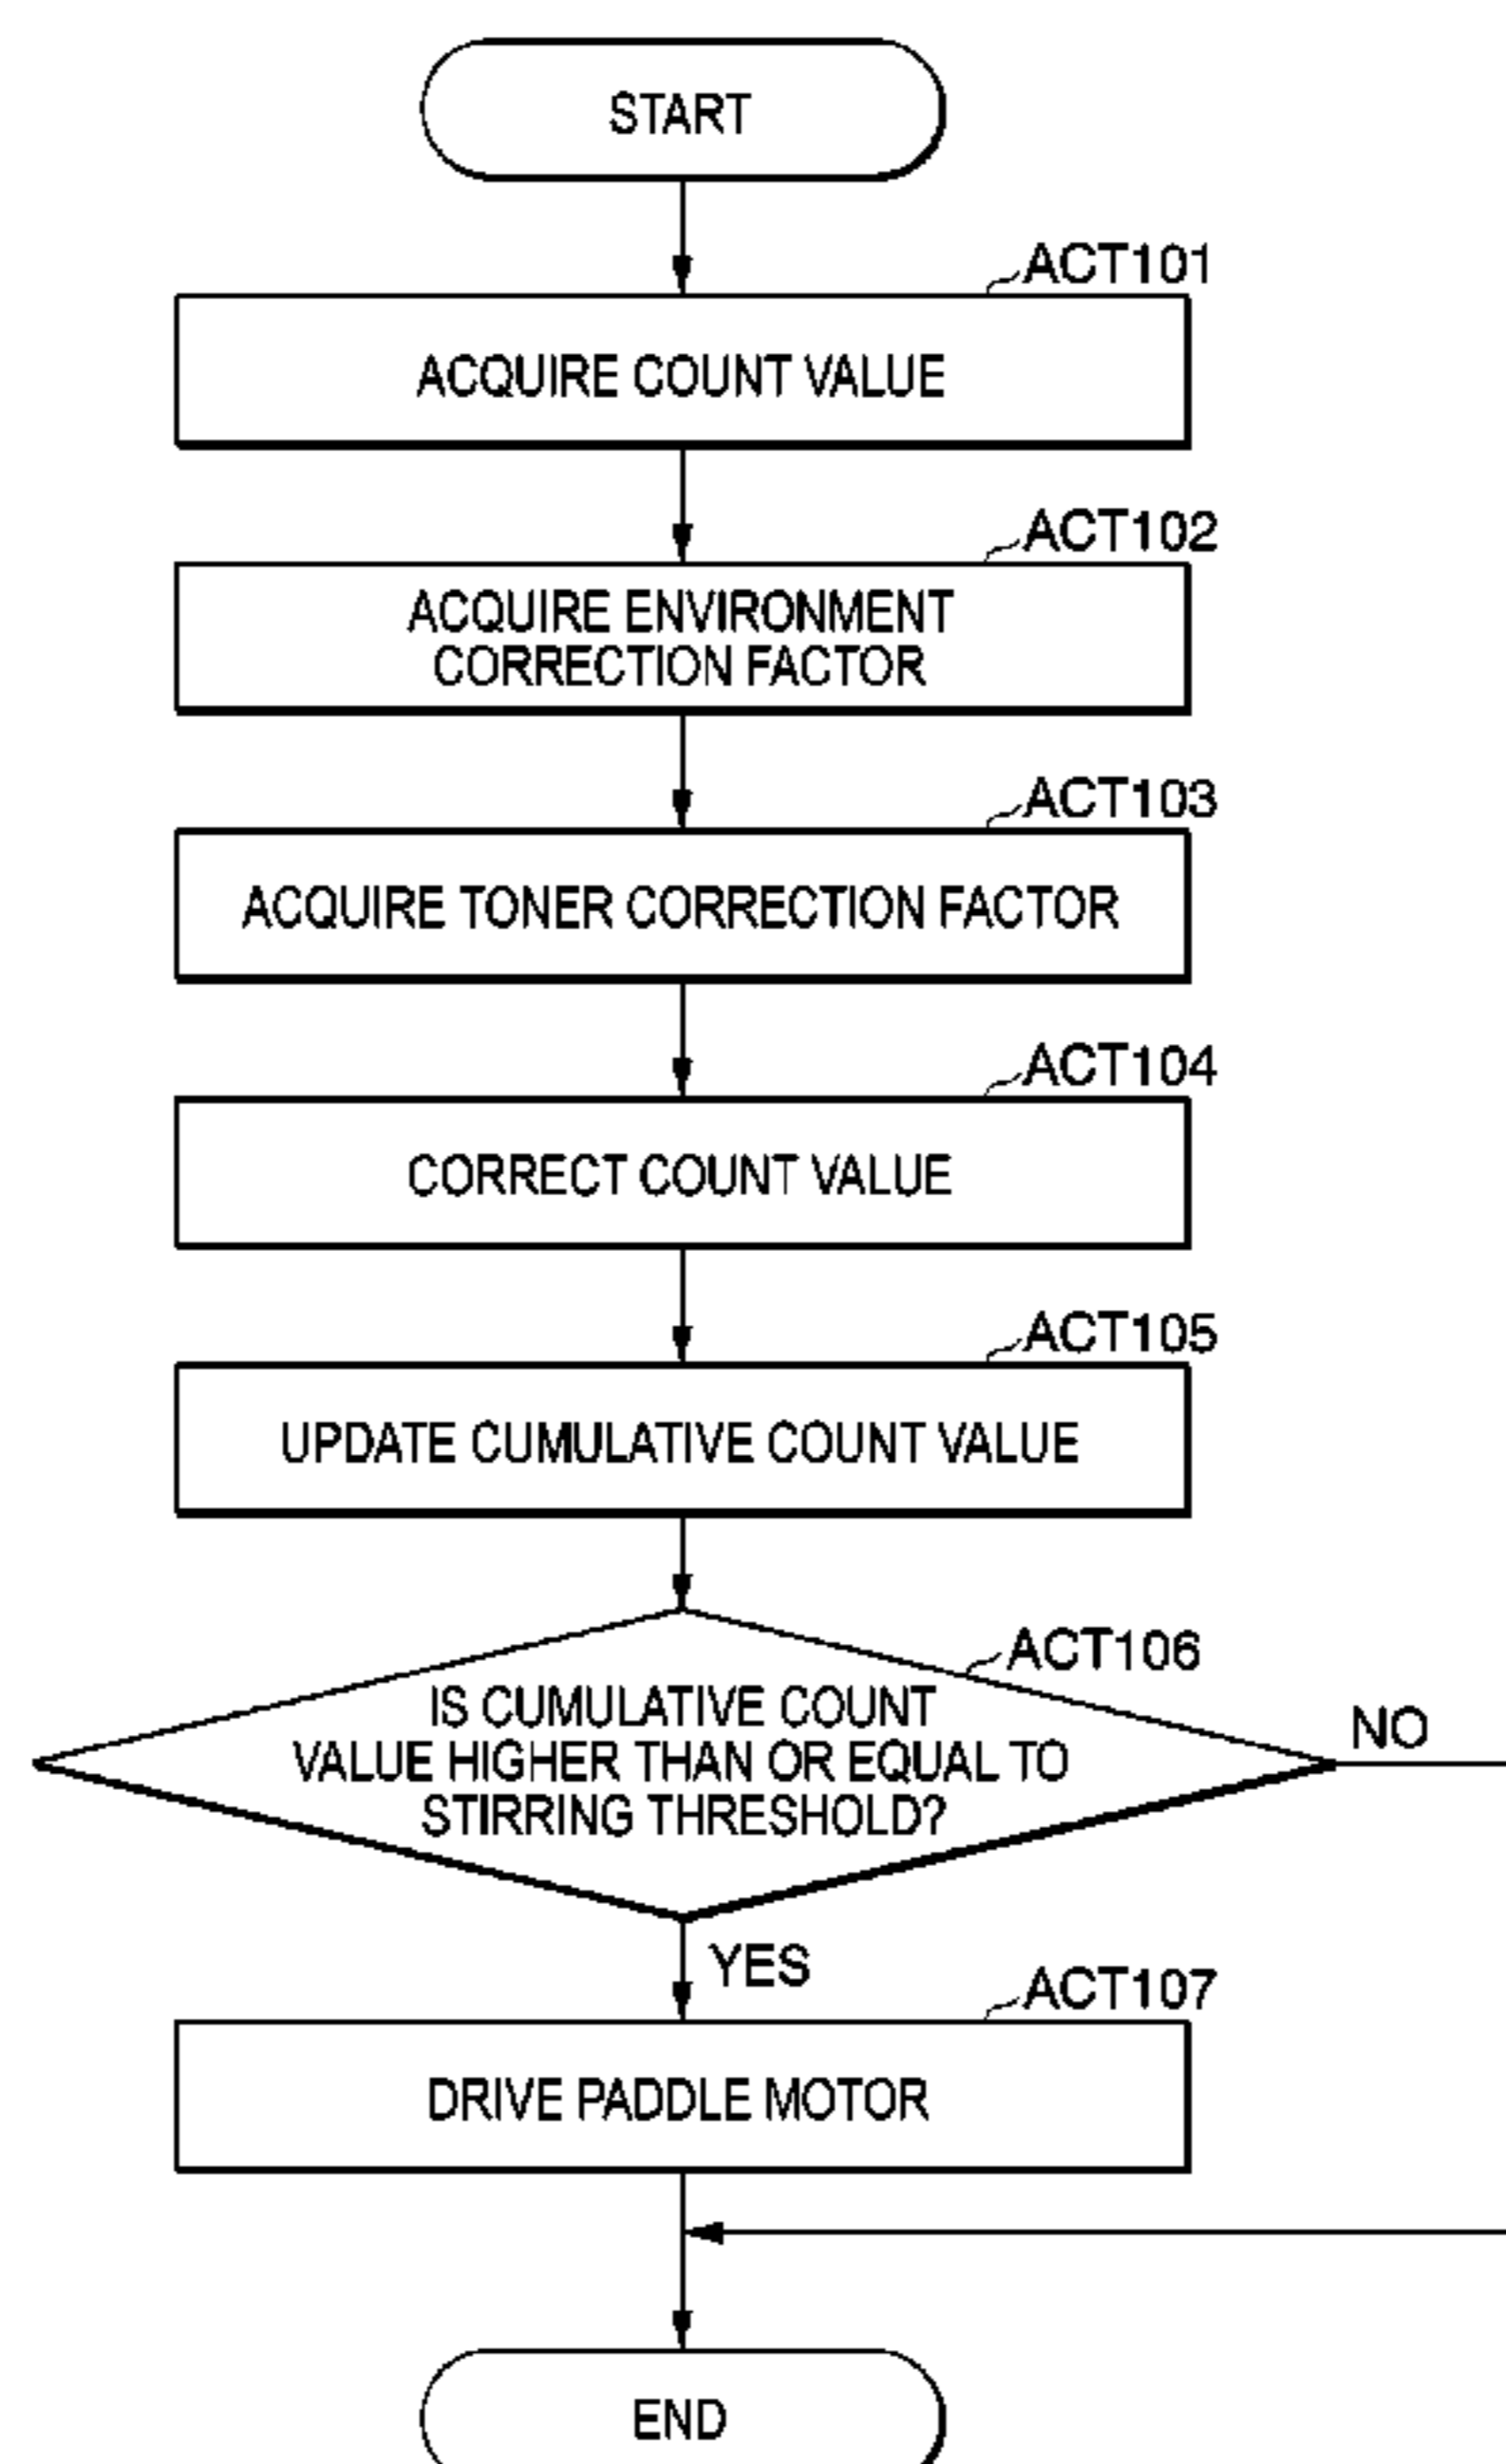 START
ACT101
ACQUIRE COUNT VALUE
ACT102
ACQUIRE ENVIRONMENT
CORRECTION FACTOR
ACT103
ACQUIRE TONER CORRECTION FACTOR
ACT104
CORRECT COUNT VALUE
ACT105
UPDATE CUMULATIVE COUNT VALUE
ACT106
IS CUMULATIVE COUNT
VALUE HIGHER THAN OR EQUAL TO
STIRRING THRESHOLD?
NO
YES
ACT107
DRIVE PADDLE MOTOR
END